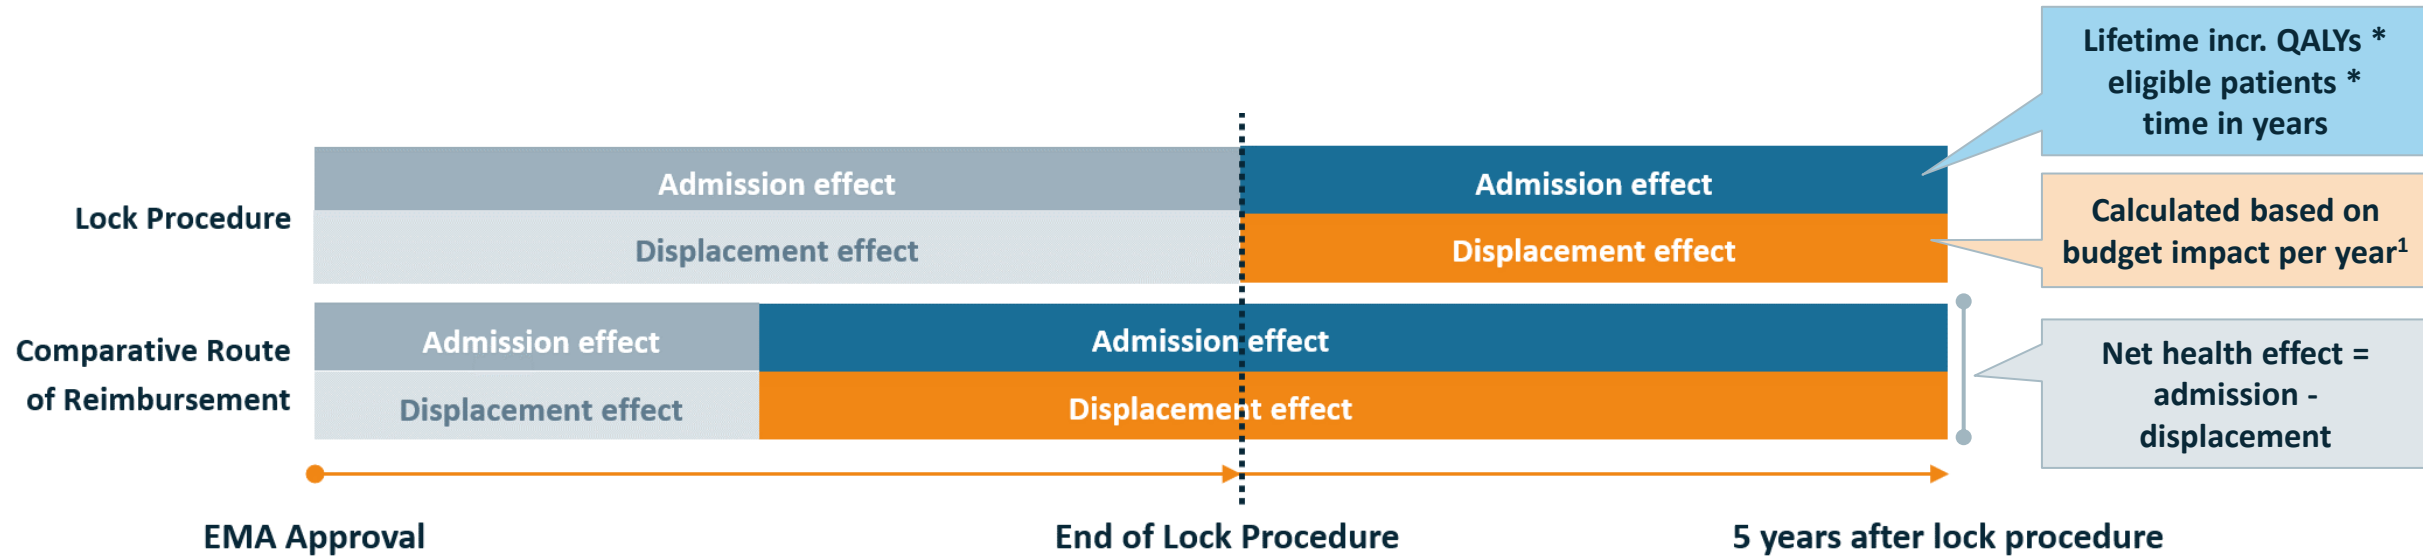 Lifetime incr. QALYs *
eligible patients *
time in years
Admission effect
Admission effect
Lock Procedure
Displacement effect
Displacement effect
Calculated based on
budget impact per year¹
Comparative Route
of Reimbursement
Admission effect
Admission effect
Displacement effect
Displacement effect
Net health effect =
admission -
displacement
EMA Approval
End of Lock Procedure
5 years after lock procedure